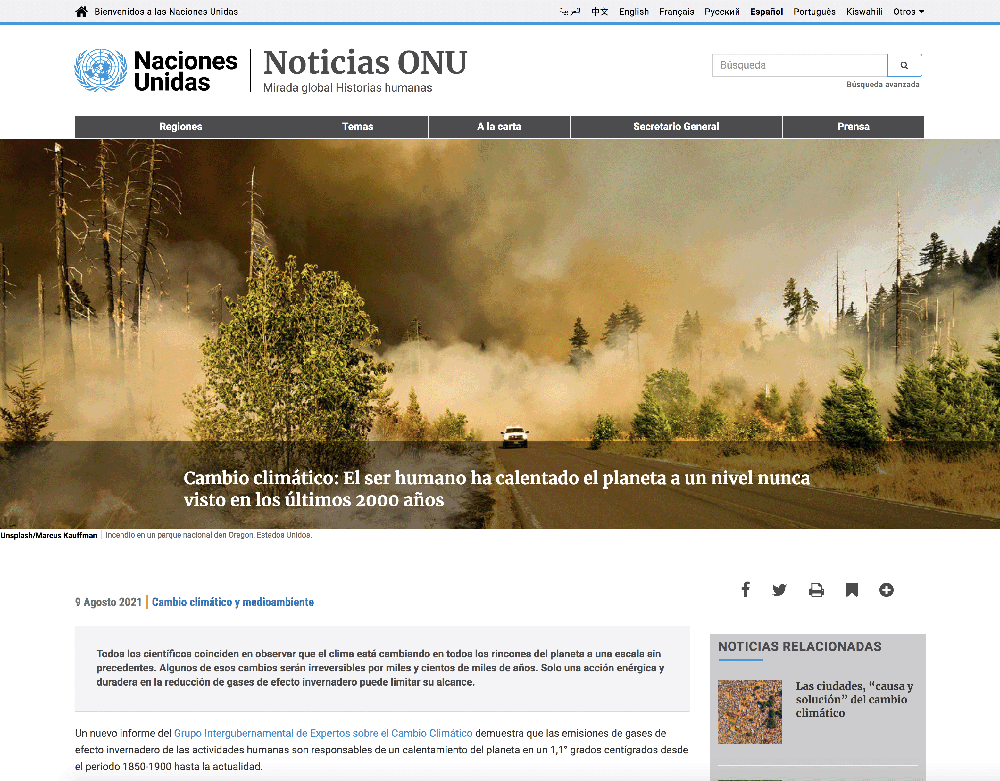 Bienvenidos a las Naciones Unidas
العربية 中文 English Français Русский Español Português Kiswahili Otros
Naciones
Unidas
Noticias ONU
Mirada global Historias humanas
Búsqueda
Búsqueda avanzada
Regiones Temas A la carta Secretario General Prensa
Cambio climático: El ser humano ha calentado el planeta a un nivel nunca
visto en los últimos 2000 años
Unsplash/Marcus Kauffman | Incendio en un parque nacional den Oragon, Estados Unidos.
9 Agosto 2021 | Cambio climático y medioambiente
Todos los científicos coinciden en observar que el clima está cambiando en todos los rincones del planeta a una escala sin
precedentes. Algunos de esos cambios serán irreversibles por miles y cientos de miles de años. Solo una acción enérgica y
duradera en la reducción de gases de efecto invernadero puede limitar su alcance.
Un nuevo informe del Grupo Intergubernamental de Expertos sobre el Cambio Climático demuestra que las emisiones de gases de
efecto invernadero de las actividades humanas son responsables de un calentamiento del planeta en un 1,1° grados centígrados desde
el periodo 1850-1900 hasta la actualidad.
NOTICIAS RELACIONADAS
Las ciudades, “causa y
solución” del cambio
climático